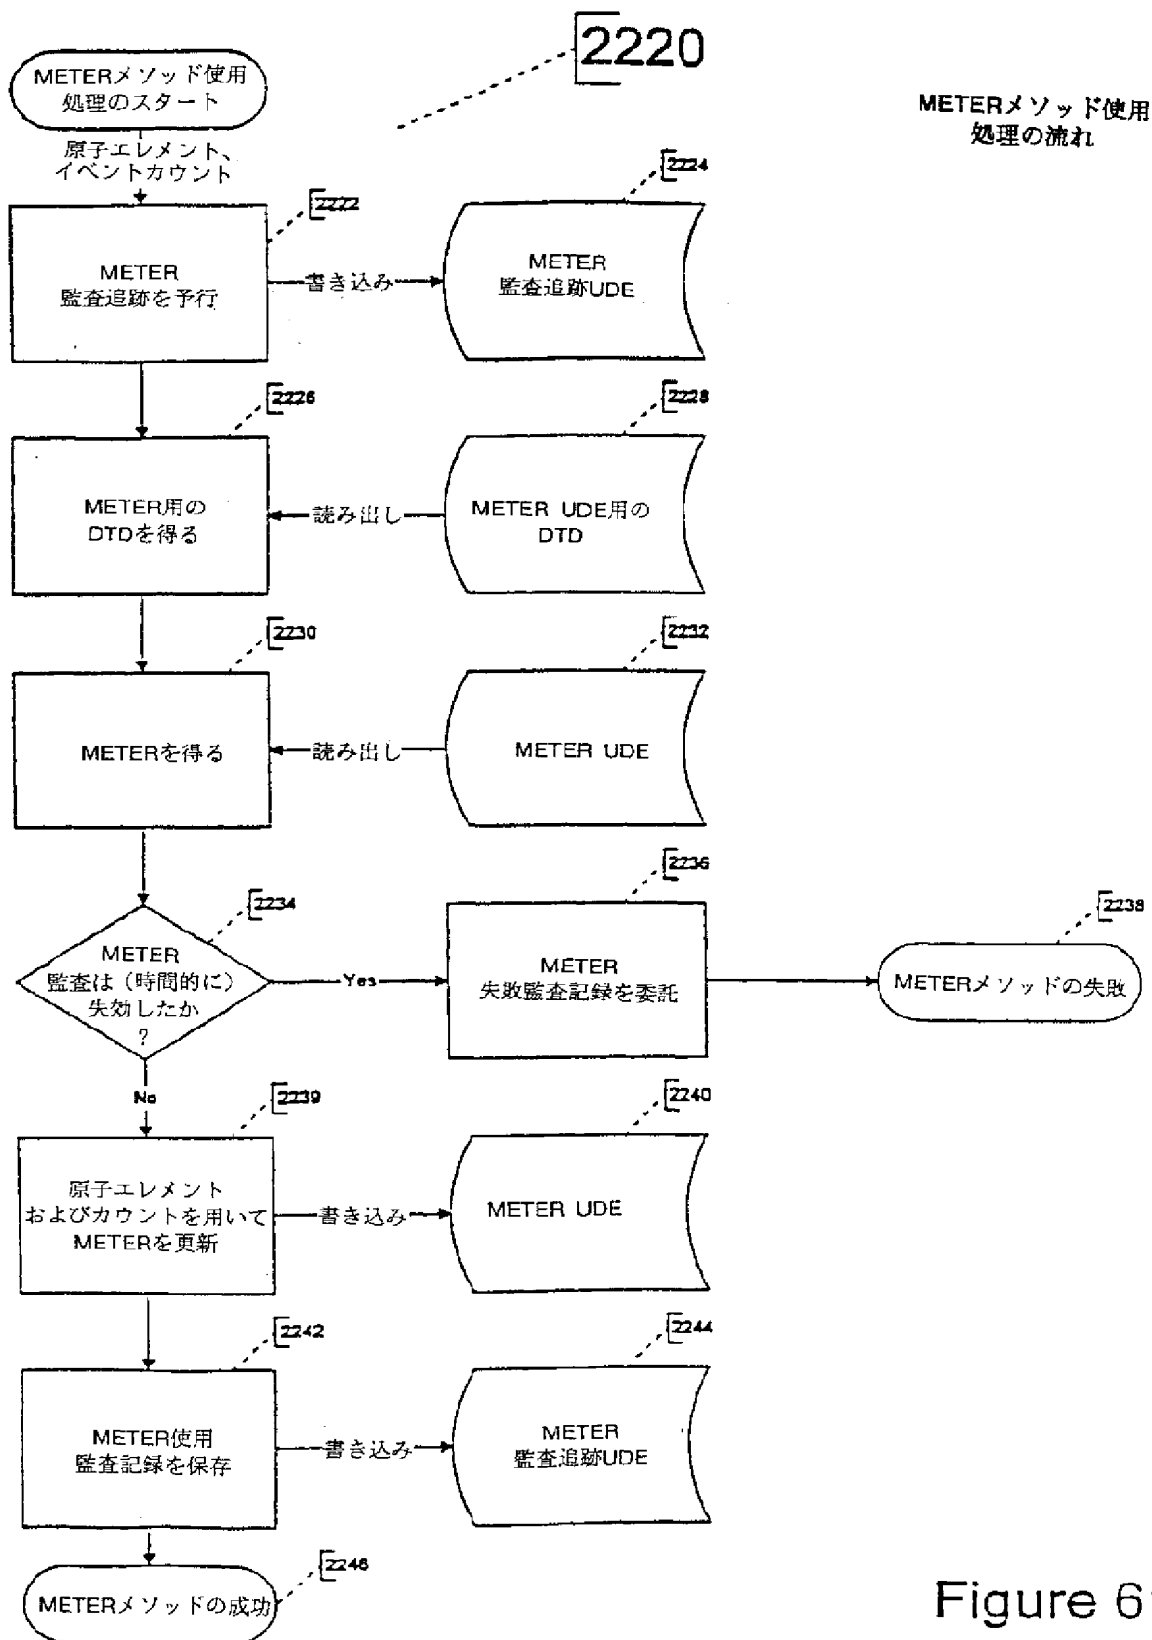 2220
METERメソッド使用
処理のスタート
METERメソッド使用
処理の流れ
原子エレメント、
イベントカウント
2222
2224
METER
監査追跡を予行
書き込み
METER
監査追跡UDE
2226
2228
METER用の
DTDを得る
読み出し
METER UDE用の
DTD
2230
2232
METERを得る
読み出し
METER UDE
2234
2236
2238
METER
監査は（時間的に）
失効したか
?
Yes
METER
失敗監査記録を委託
METERメソッドの失敗
No
2239
2240
原子エレメント
およびカウントを用いて
METERを更新
書き込み
METER UDE
2242
2244
METER使用
監査記録を保存
書き込み
METER
監査追跡UDE
2246
METERメソッドの成功
Figure 6